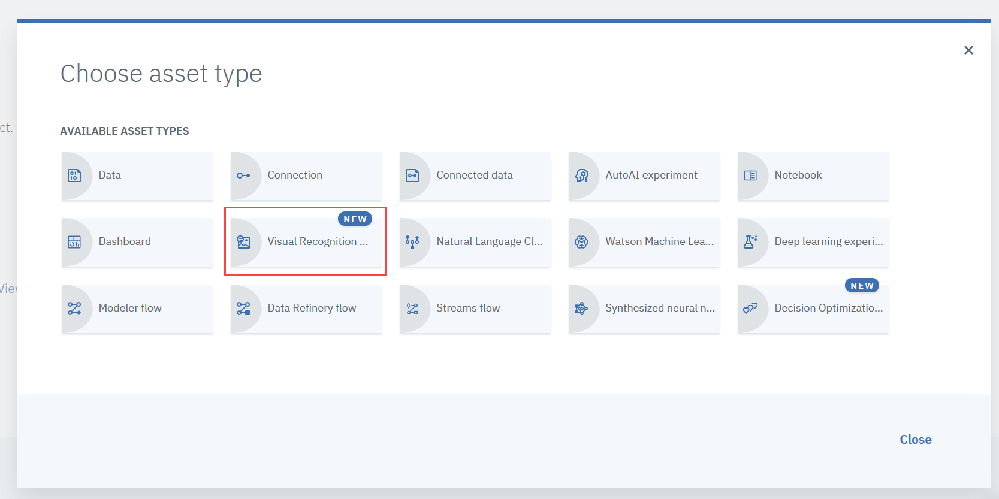 Choose asset type
ct.
AVAILABLE ASSET TYPES
Data
Connection
Connected data
AutoAI experiment
Notebook
Dashboard
NEW
Visual Recognition ...
Natural Language Cl...
Watson Machine Lea...
Deep learning experi...
View
Modeler flow
Data Refinery flow
Streams flow
Synthesized neural n...
NEW
Decision Optimizatio...
Close